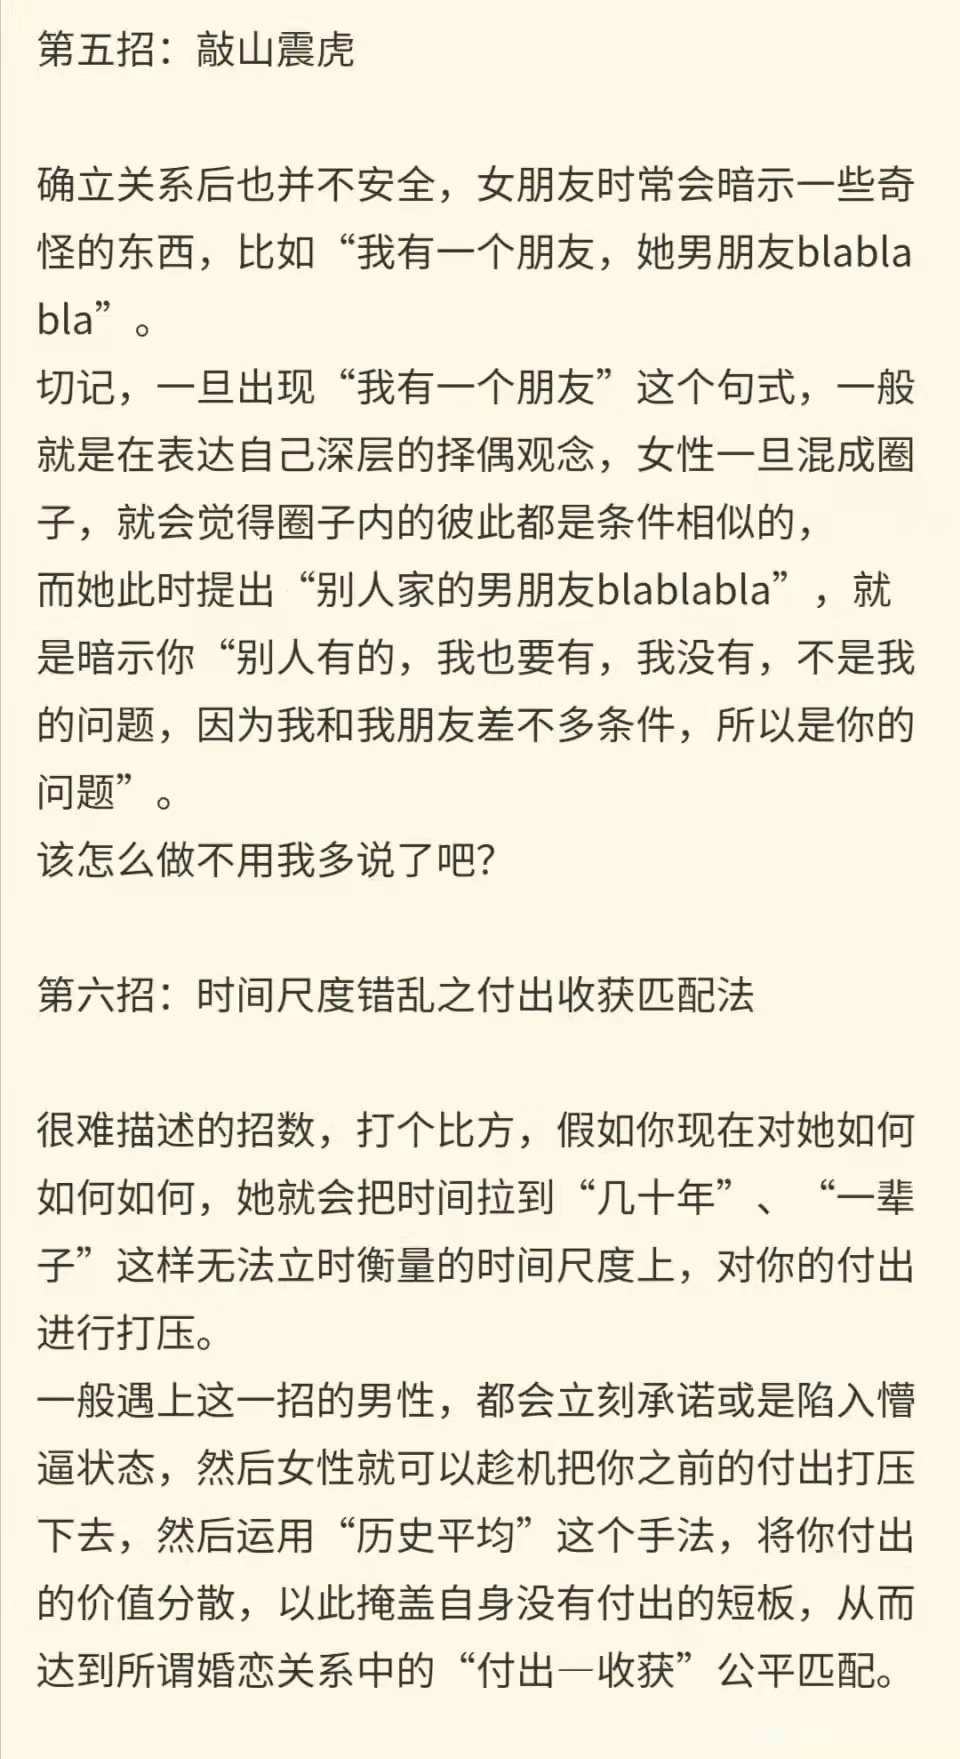 第五招：敲山震虎
确立关系后也并不安全，女朋友时常会暗示一些奇
怪的东西，比如“我有一个朋友，她男朋友blabla
bla”。
切记，一旦出现“我有一个朋友”这个句式，一般
就是在表达自己深层的择偶观念，女性一旦混成圈
子，就会觉得圈子内的彼此都是条件相似的，
而她此时提出“别人家的男朋友blablabla”，就
是暗示你“别人有的，我也要有，我没有，不是我
的问题，因为我和我朋友差不多条件，所以是你的
问题”。
该怎么做不用我多说了吧？
第六招：时间尺度错乱之付出收获匹配法
很难描述的招数，打个比方，假如你现在对她如何
如何如何，她就会把时间拉到“几十年”、“一辈
子”这样无法立时衡量的时间尺度上，对你的付出
进行打压。
一般遇上这一招的男性，都会立刻承诺或是陷入懵
逼状态，然后女性就可以趁机把你之前的付出打压
下去，然后运用“历史平均”这个手法，将你付出
的价值分散，以此掩盖自身没有付出的短板，从而
达到所谓婚恋关系中的“付出—收获”公平匹配。